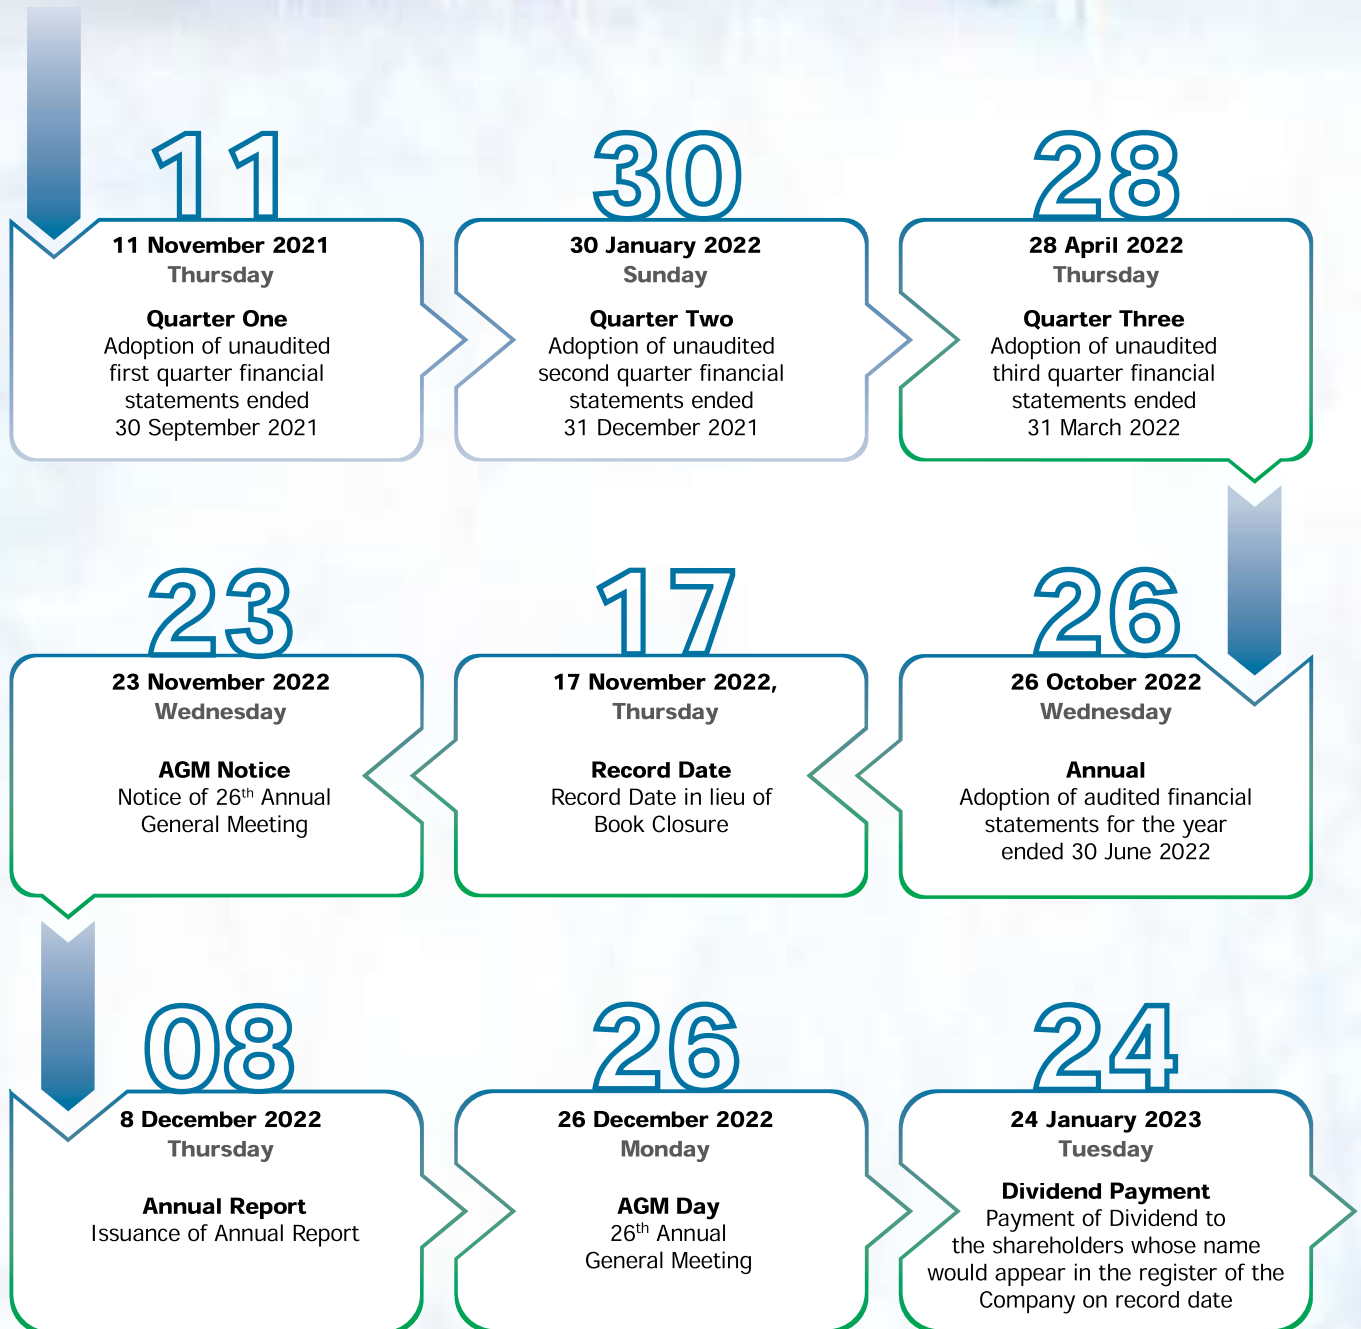 11
11 November 2021
Thursday
Quarter One
Adoption of unaudited
first quarter financial
statements ended
30 September 2021
30
30 January 2022
Sunday
Quarter Two
Adoption of unaudited
second quarter financial
statements ended
31 December 2021
28
28 April 2022
Thursday
Quarter Three
Adoption of unaudited
third quarter financial
statements ended
31 March 2022
26
26 October 2022
Wednesday
Annual
Adoption of audited financial
statements for the year
ended 30 June 2022
17
17 November 2022,
Thursday
Record Date
Record Date in lieu of
Book Closure
23
23 November 2022
Wednesday
AGM Notice
Notice of 26th Annual
General Meeting
08
8 December 2022
Thursday
Annual Report
Issuance of Annual Report
26
26 December 2022
Monday
AGM Day
26th Annual
General Meeting
24
24 January 2023
Tuesday
Dividend Payment
Payment of Dividend to
the shareholders whose name
would appear in the register of the
Company on record date